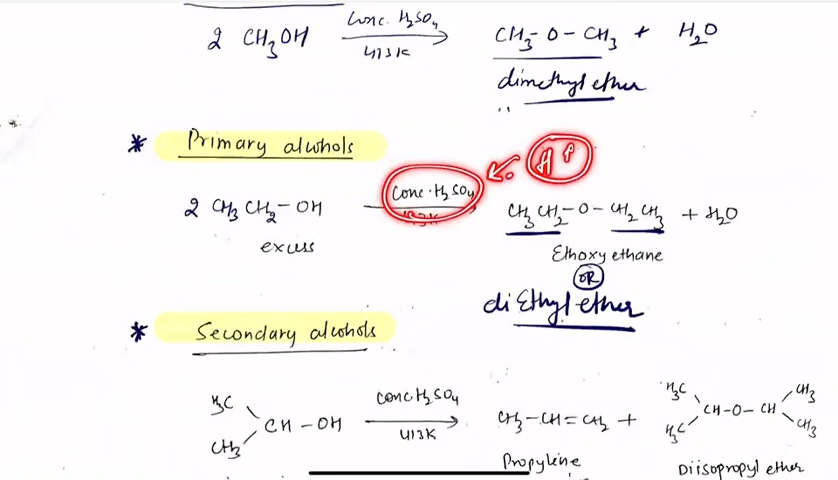 2 CH₃OH Conc. H₂SO₄ 413K CH₃-O-CH₃ + H₂O
dimethyl ether
* Primary alcohols
H⊕
2 CH₃CH₂-OH Conc. H₂SO₄ 413K CH₃CH₂-O-CH₂CH₃ + H₂O
excess
Ethoxy ethane
OR
diEthyl ether
* Secondary alcohols
H₃C CH₃ CH-OH Conc. H₂SO₄ 413K CH₃-CH=CH₂ + H₃C H₃C CH-O-CH CH₃ CH₃
Propylene Diisopropyl ether